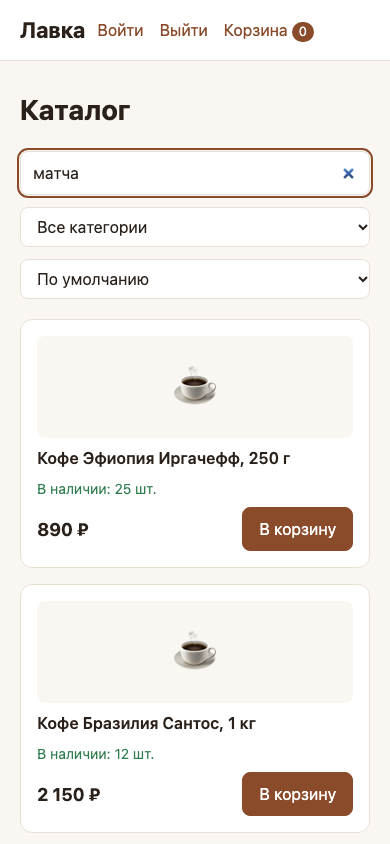 Лавка Войти Выйти Корзина 0
Каталог
матча
Все категории
По умолчанию
Кофе Эфиопия Иргачефф, 250 г
В наличии: 25 шт.
890 ₽ В корзину
Кофе Бразилия Сантос, 1 кг
В наличии: 12 шт.
2 150 ₽ В корзину